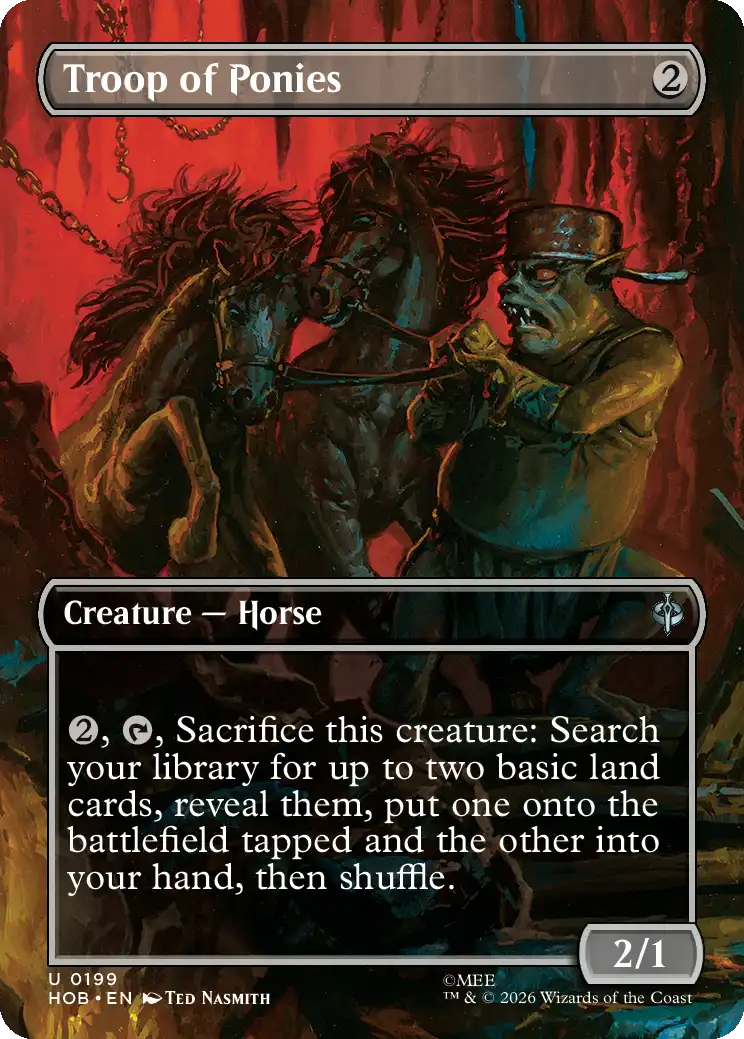 Troop of Ponies 2
Creature — Horse
2, , Sacrifice this creature: Search
your library for up to two basic land
cards, reveal them, put one onto the
battlefield tapped and the other into
your hand, then shuffle.
2/1
U 0199
HOB • EN Ted Nasmith
©MEE
™ & © 2026 Wizards of the Coast